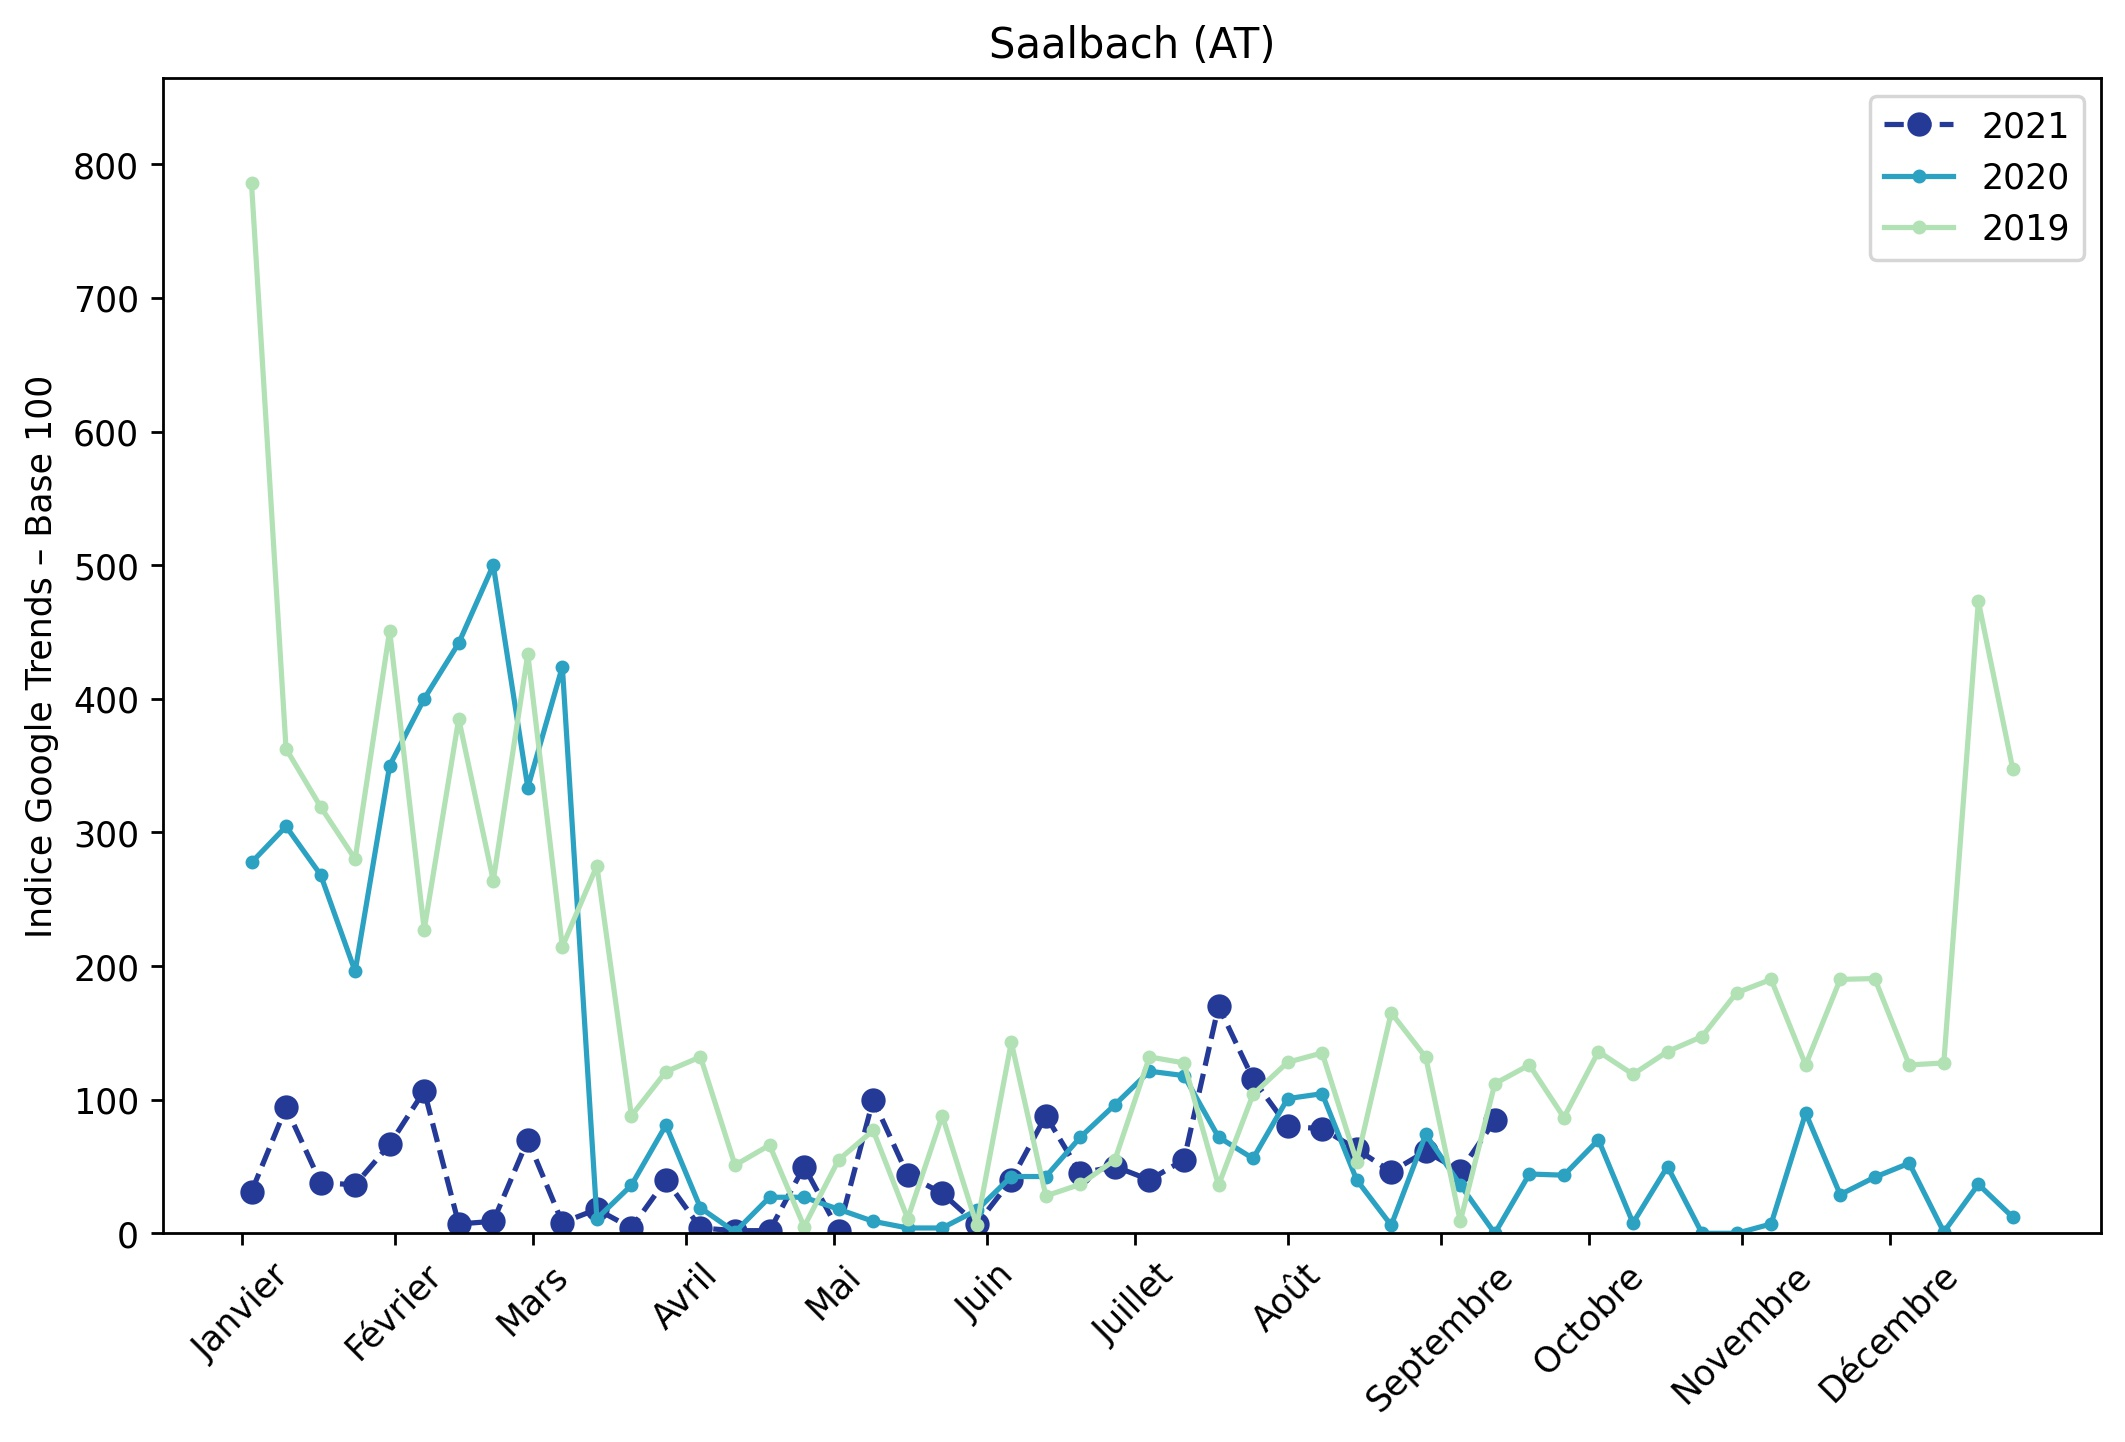 Saalbach (AT)
2021
2020
2019
Indice Google Trends – Base 100
800
700
600
500
400
300
200
100
0
Janvier
Février
Mars
Avril
Mai
Juin
Juillet
Août
Septembre
Octobre
Novembre
Décembre